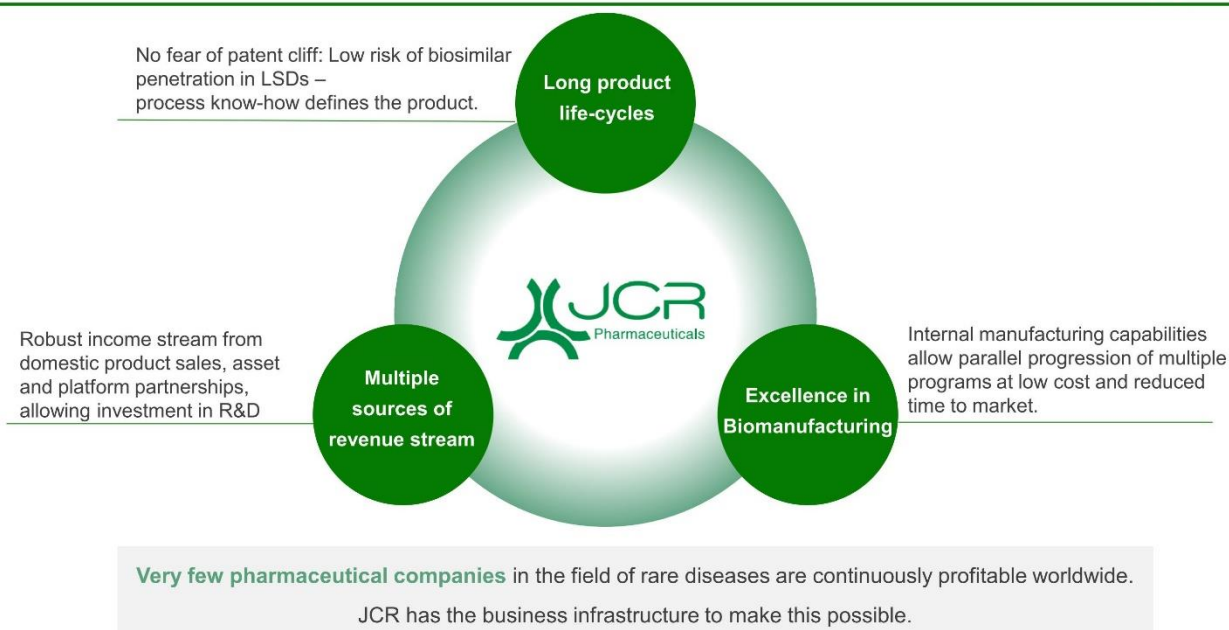 No fear of patent cliff: Low risk of biosimilar
penetration in LSDs –
process know-how defines the product.
Long product
life-cycles
JCR
Pharmaceuticals
Robust income stream from
domestic product sales, asset
and platform partnerships,
allowing investment in R&D
Multiple
sources of
revenue stream
Excellence in
Biomanufacturing
Internal manufacturing capabilities
allow parallel progression of multiple
programs at low cost and reduced
time to market.
Very few pharmaceutical companies in the field of rare diseases are continuously profitable worldwide.
JCR has the business infrastructure to make this possible.